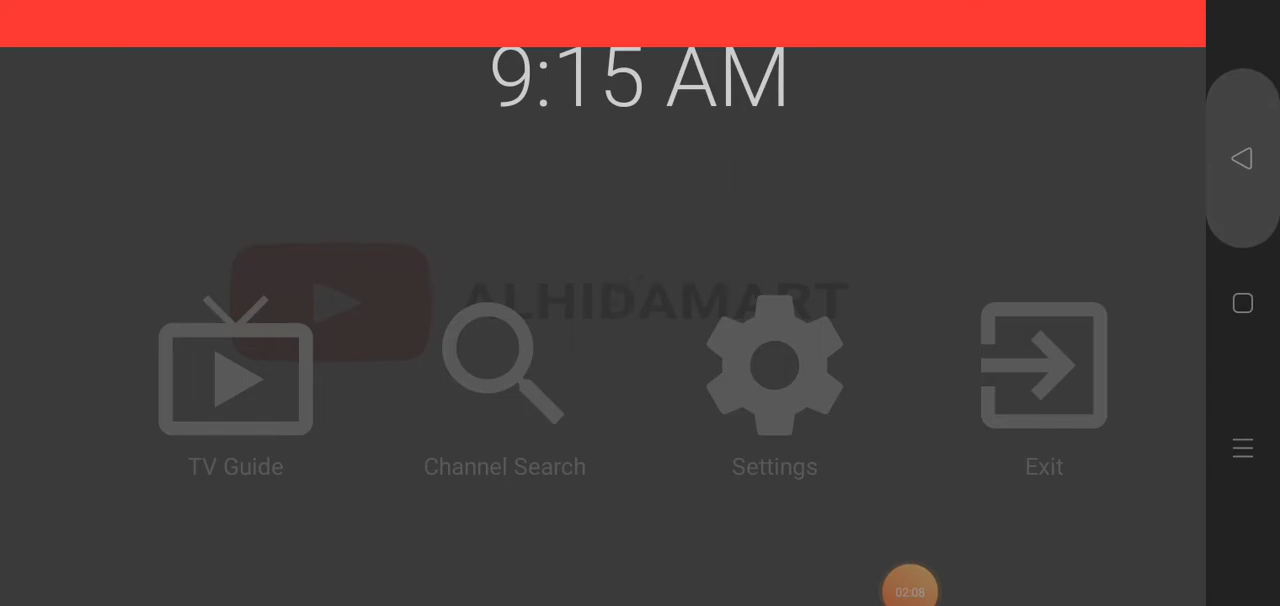 9:15 AM
ALHIDAMART
TV Guide
Channel Search
Settings
Exit
02:08